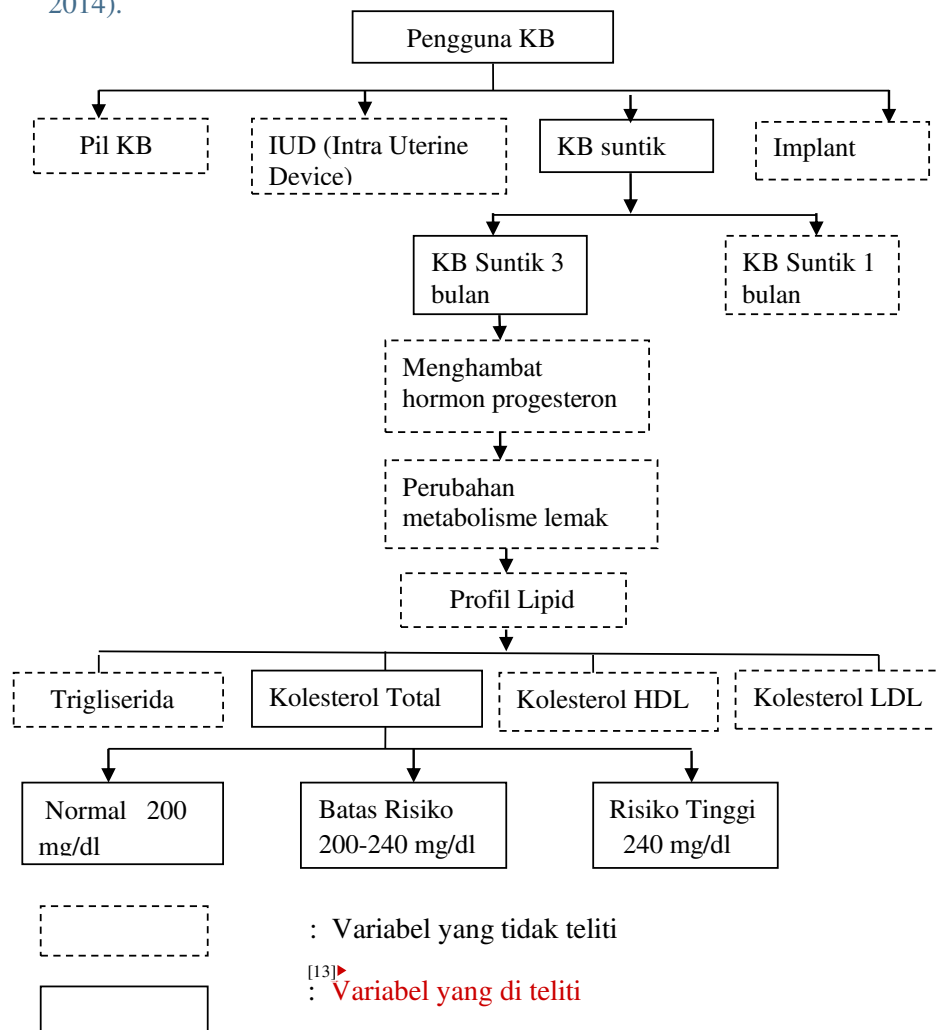 2014).
Pengguna KB
Pil KB
IUD (Intra Uterine
Device)
KB suntik
Implant
KB Suntik 3
bulan
KB Suntik 1
bulan
Menghambat
hormon progesteron
Perubahan
metabolisme lemak
Profil Lipid
Trigliserida
Kolesterol Total
Kolesterol HDL
Kolesterol LDL
Normal 200
mg/dl
Batas Risiko
200-240 mg/dl
Risiko Tinggi
240 mg/dl
: Variabel yang tidak teliti
[13]
: Variabel yang di teliti